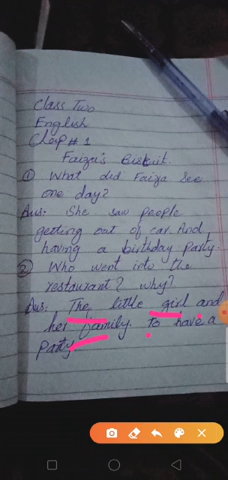 Class Two
English
Chap # 1
Faiza's Biscuit.
① What did Faiza see
one day?
Ans: She saw people
getting out of car. And
having a birthday party.
② Who went into the
restaurant? Why?
Ans: The little girl and
her family. To have a
Party.